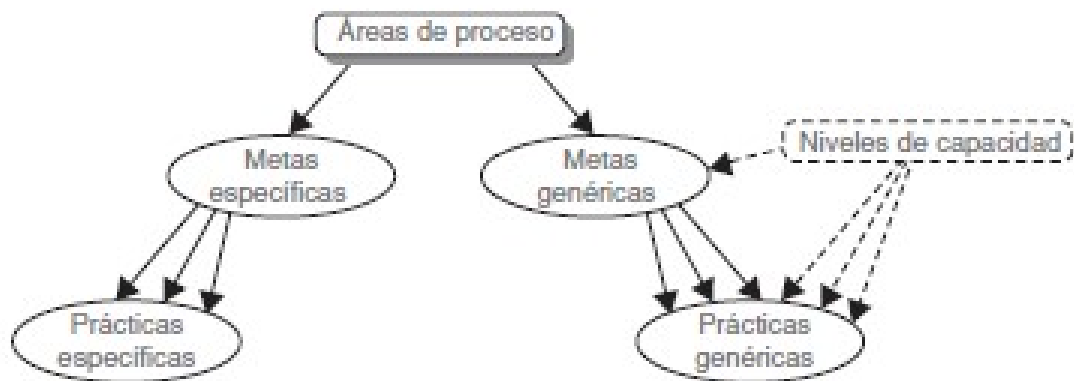 Áreas de proceso
Metas
específicas
Metas
genéricas
Niveles de capacidad
Prácticas
específicas
Prácticas
genéricas